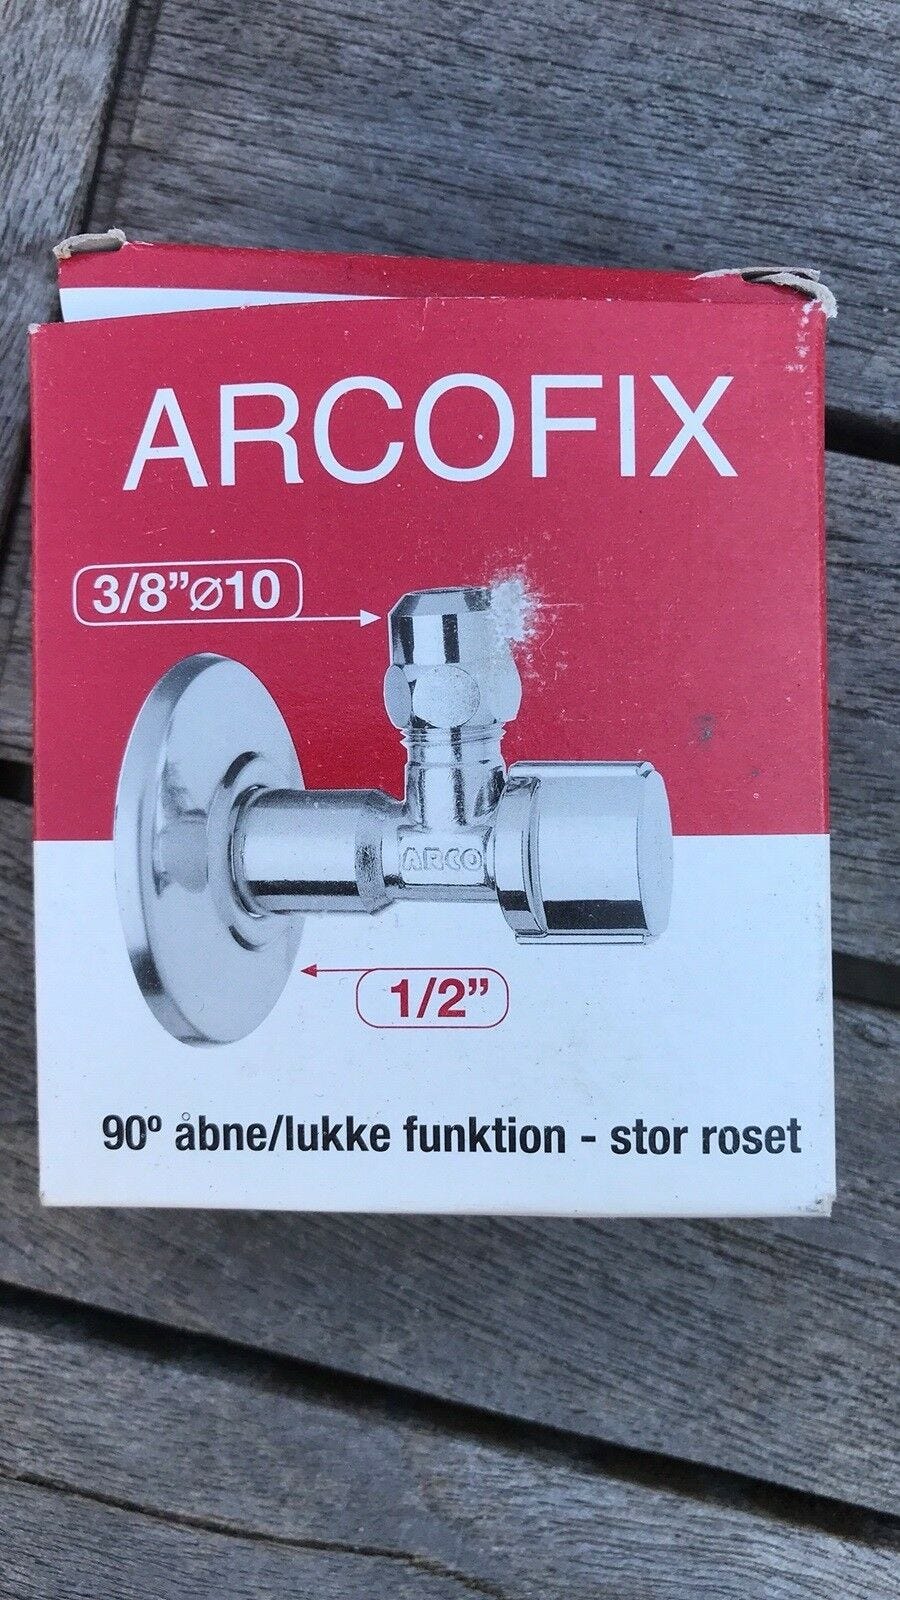 ARCOFIX
3/8”ø10
ARCO
1/2”
90º åbne/lukke funktion - stor roset